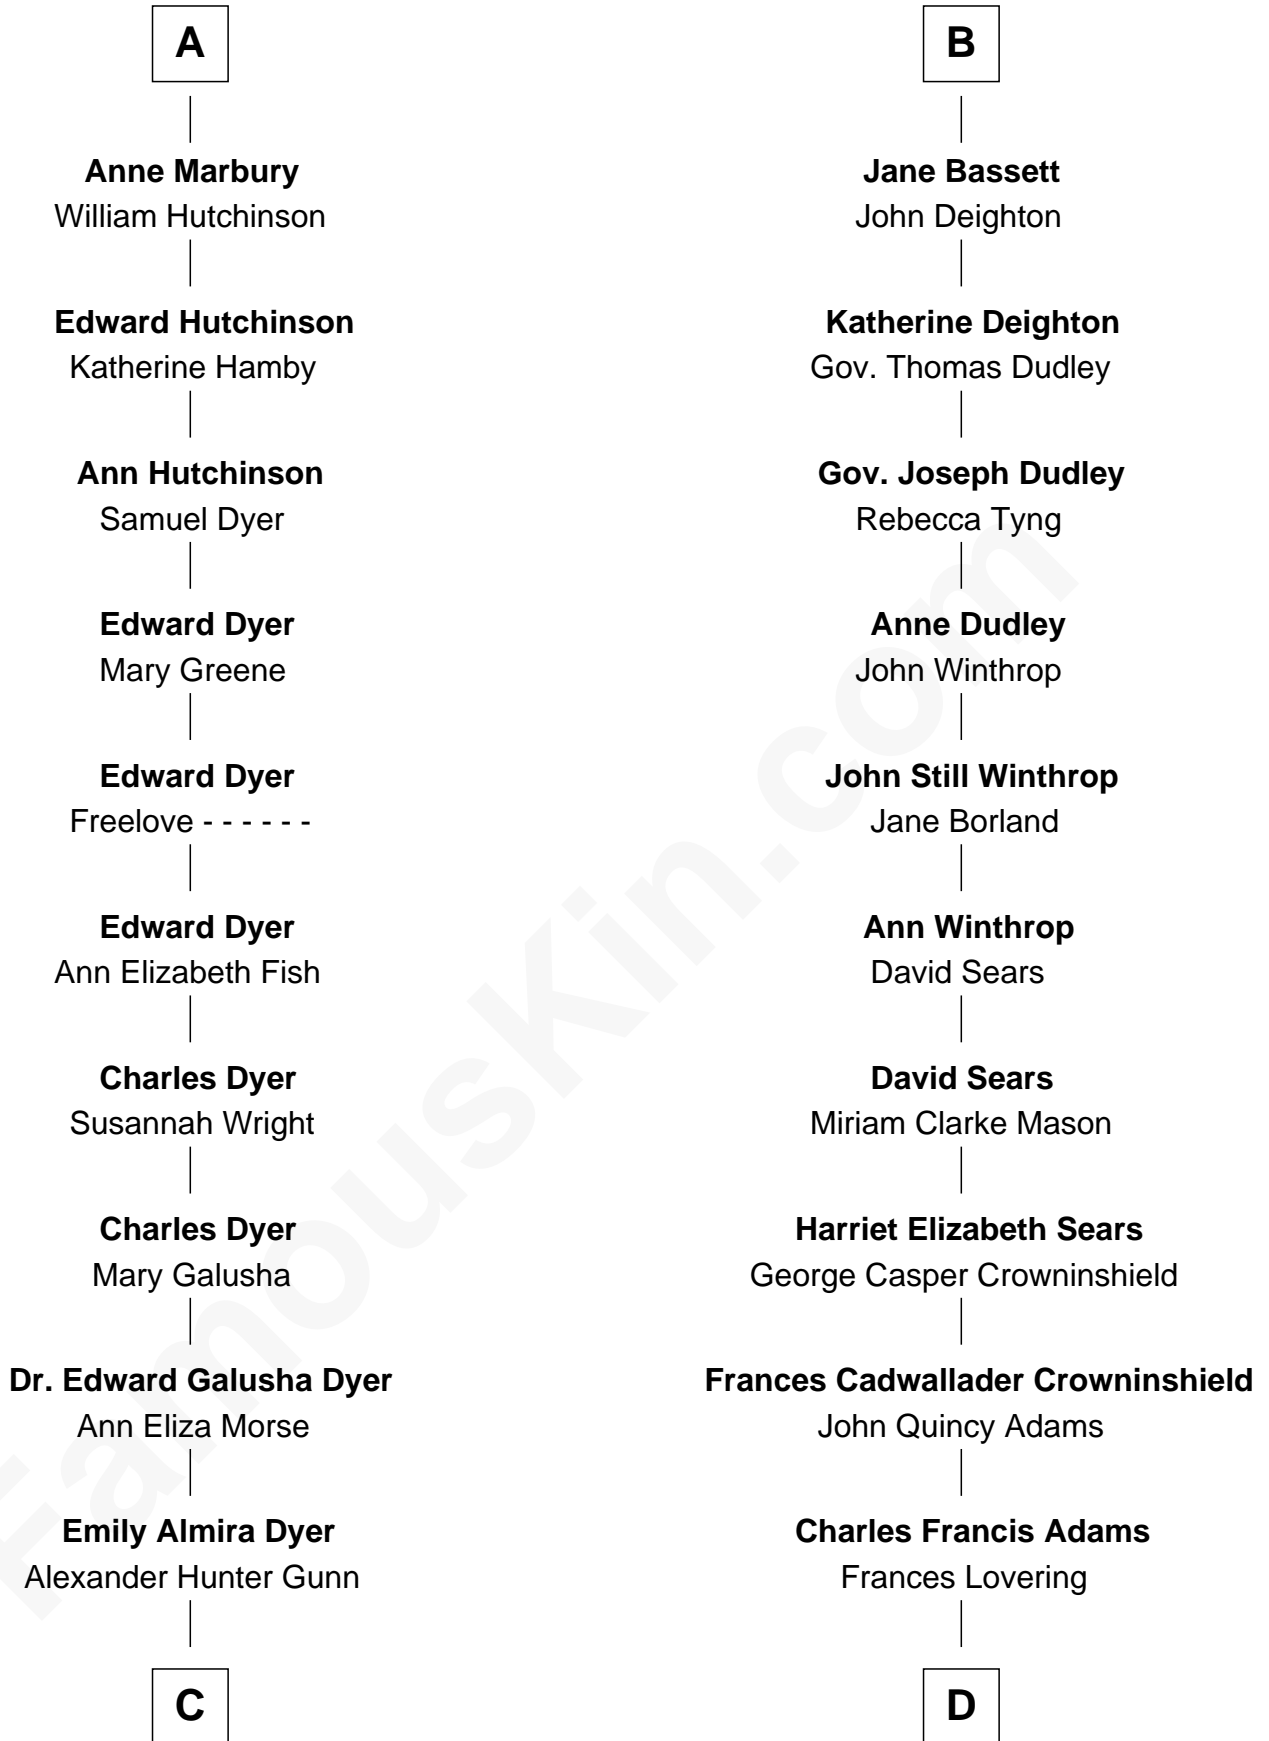 A
Anne Marbury
William Hutchinson
Edward Hutchinson
Katherine Hamby
Ann Hutchinson
Samuel Dyer
Edward Dyer
Mary Greene
Edward Dyer
Freelove - - - - - -
Edward Dyer
Ann Elizabeth Fish
Charles Dyer
Susannah Wright
Charles Dyer
Mary Galusha
Dr. Edward Galusha Dyer
Ann Eliza Morse
Emily Almira Dyer
Alexander Hunter Gunn
C
B
Jane Bassett
John Deighton
Katherine Deighton
Gov. Thomas Dudley
Gov. Joseph Dudley
Rebecca Tyng
Anne Dudley
John Winthrop
John Still Winthrop
Jane Borland
Ann Winthrop
David Sears
David Sears
Miriam Clarke Mason
Harriet Elizabeth Sears
George Casper Crowninshield
Frances Cadwallader Crowninshield
John Quincy Adams
Charles Francis Adams
Frances Lovering
D
FamousKin.com